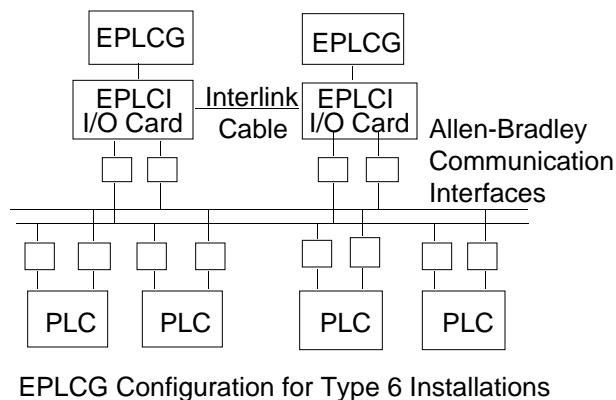 EPLCG
EPLCG
EPLCI
I/O Card
Interlink
Cable
EPLCI
I/O Card
Allen-Bradley
Communication
Interfaces
PLC
PLC
PLC
PLC
EPLCG Configuration for Type 6 Installations